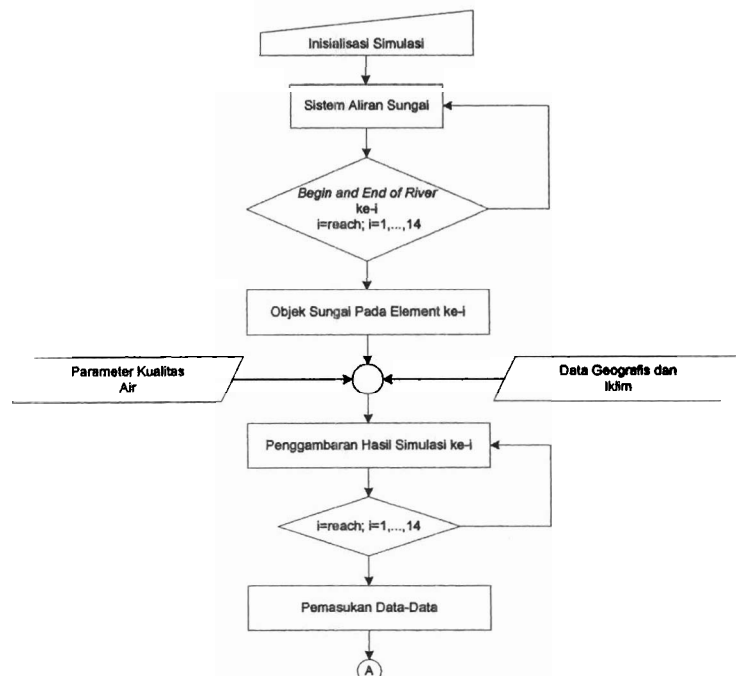 Inisialisasi Simulasi
Sistem Aliran Sungai
Begin and End of River
ke-i
i=reach; i=1,...,14
Objek Sungai Pada Element ke-i
Parameter Kualitas
Air
Data Geografis dan
Iklim
Penggambaran Hasil Simulasi ke-i
i=reach; i=1,...,14
Pemasukan Data-Data
A